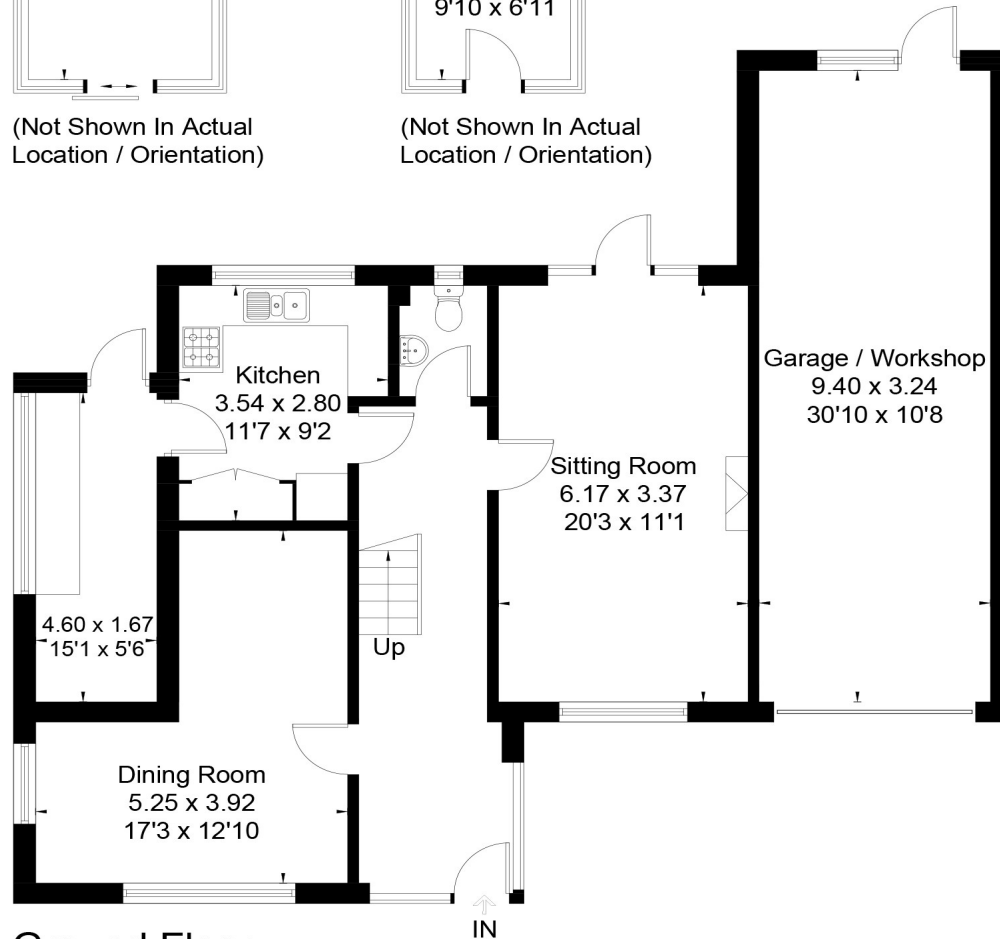 9'10 x 6'11
(Not Shown In Actual
Location / Orientation)
(Not Shown In Actual
Location / Orientation)
Kitchen
3.54 x 2.80
11'7 x 9'2
Garage / Workshop
9.40 x 3.24
30'10 x 10'8
Sitting Room
6.17 x 3.37
20'3 x 11'1
4.60 x 1.67
15'1 x 5'6
Up
Dining Room
5.25 x 3.92
17'3 x 12'10
IN